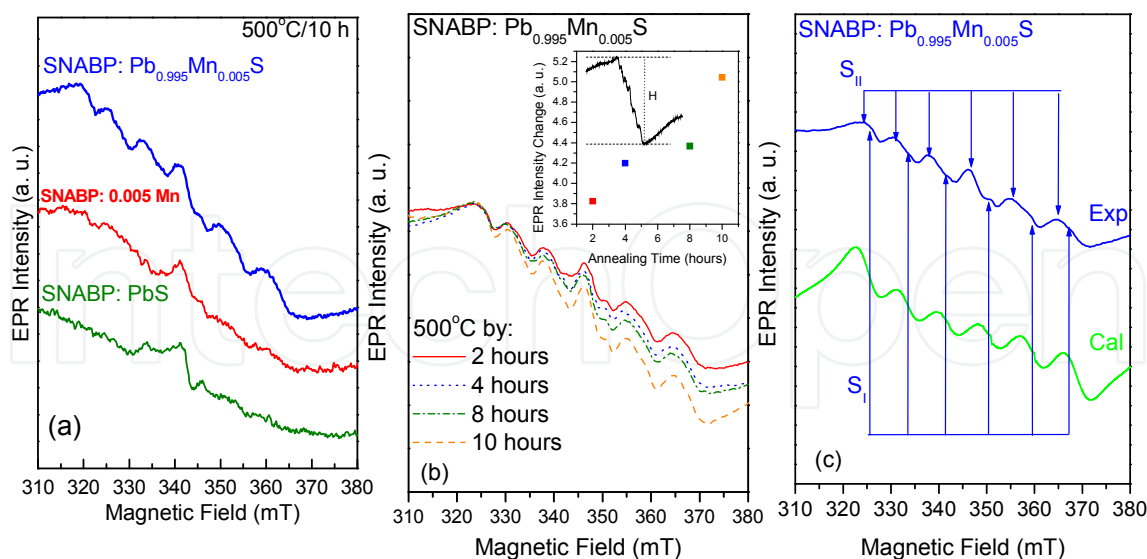 500°C/10 h
SNABP: Pb0.995Mn0.005S
SNABP: 0.005 Mn
SNABP: PbS
(a)
EPR Intensity (a. u.)
310 320 330 340 350 360 370 380
Magnetic Field (mT)
SNABP: Pb0.995Mn0.005S
EPR Intensity Change (a. u.)
5.2
5.0
4.8
4.6
4.4
4.2
4.0
3.8
3.6
H
2 4 6 8 10
Annealing Time (hours)
500°C by:
2 hours
4 hours
8 hours
10 hours
(b)
EPR Intensity (a. u.)
310 320 330 340 350 360 370 380
Magnetic Field (mT)
SNABP: Pb0.995Mn0.005S
SII
Exp
Cal
SI
(c)
EPR Intensity (a. u.)
310 320 330 340 350 360 370 380
Magnetic Field (mT)
IntechOpen